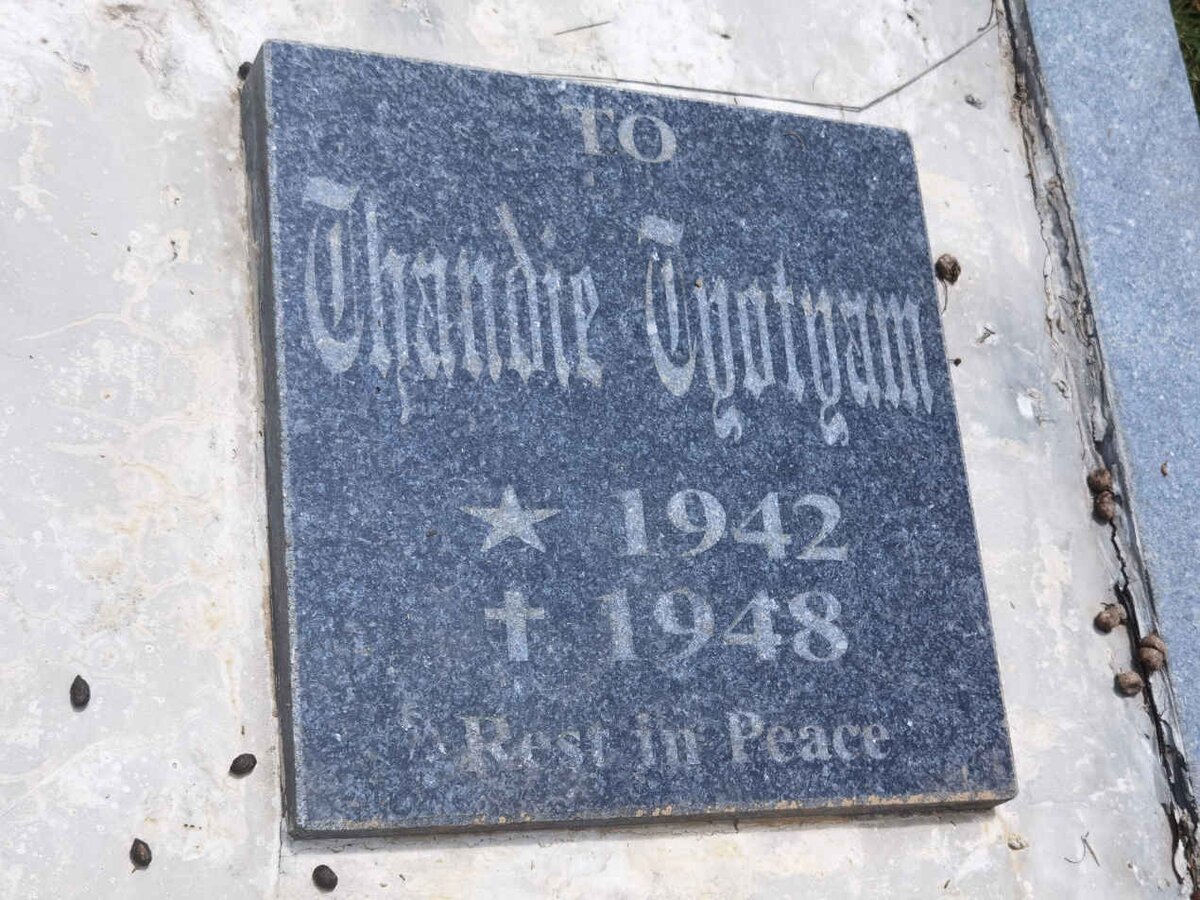 TO
Thandie Tyotyam
1942
1948
Rest in Peace